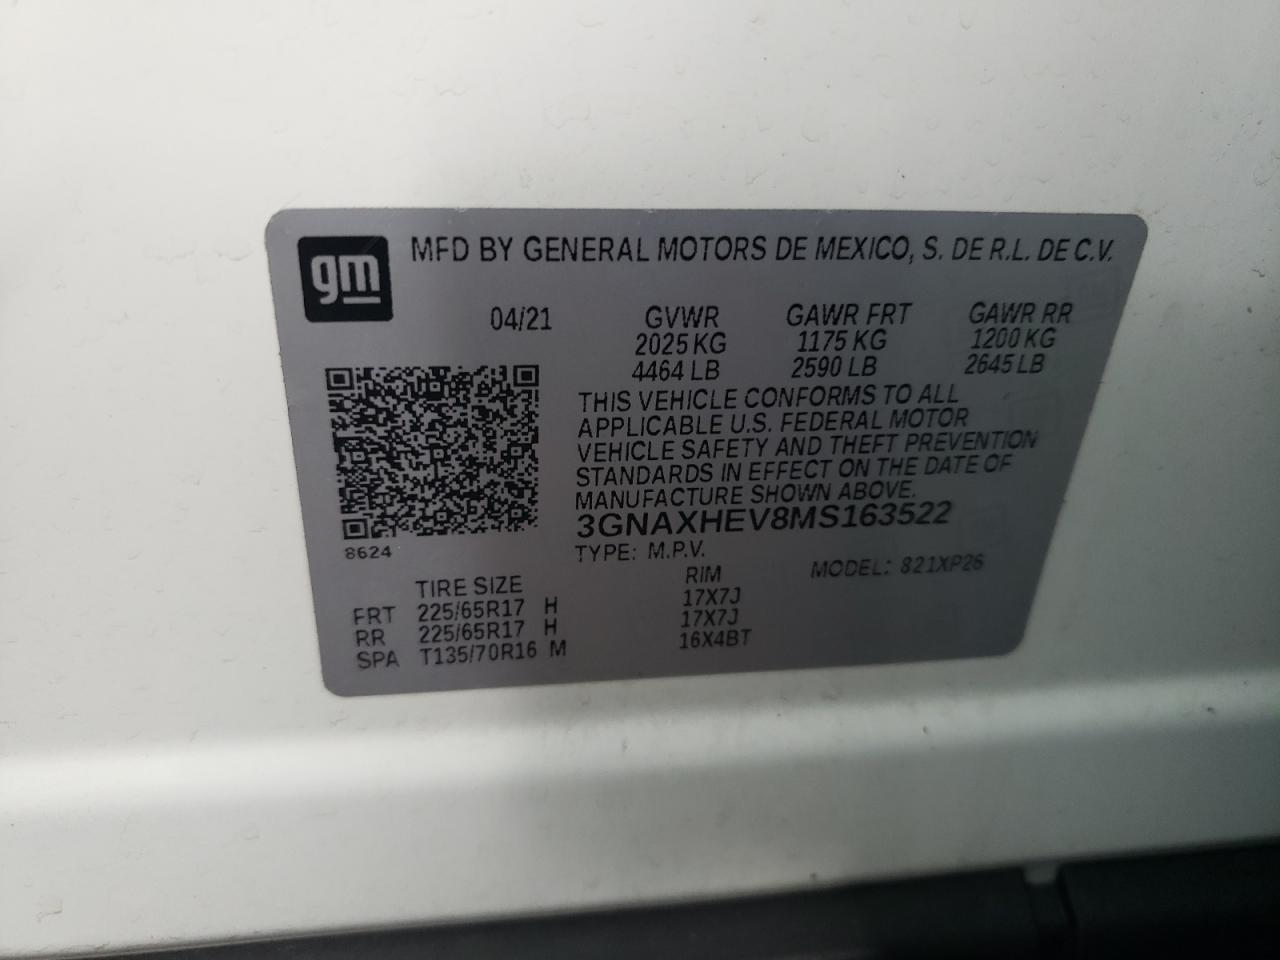 gm
MFD BY GENERAL MOTORS DE MEXICO, S. DE R.L. DE C.V.
04/21 GVWR GAWR FRT GAWR RR
2025 KG 1175 KG 1200 KG
4464 LB 2590 LB 2645 LB
THIS VEHICLE CONFORMS TO ALL
APPLICABLE U.S. FEDERAL MOTOR
VEHICLE SAFETY AND THEFT PREVENTION
STANDARDS IN EFFECT ON THE DATE OF
MANUFACTURE SHOWN ABOVE.
3GNAXHEV8MS163522
8624
TYPE: M.P.V. MODEL: 821XP26
TIRE SIZE RIM
FRT 225/65R17 H 17X7J
RR 225/65R17 H 17X7J
SPA T135/70R16 M 16X4BT